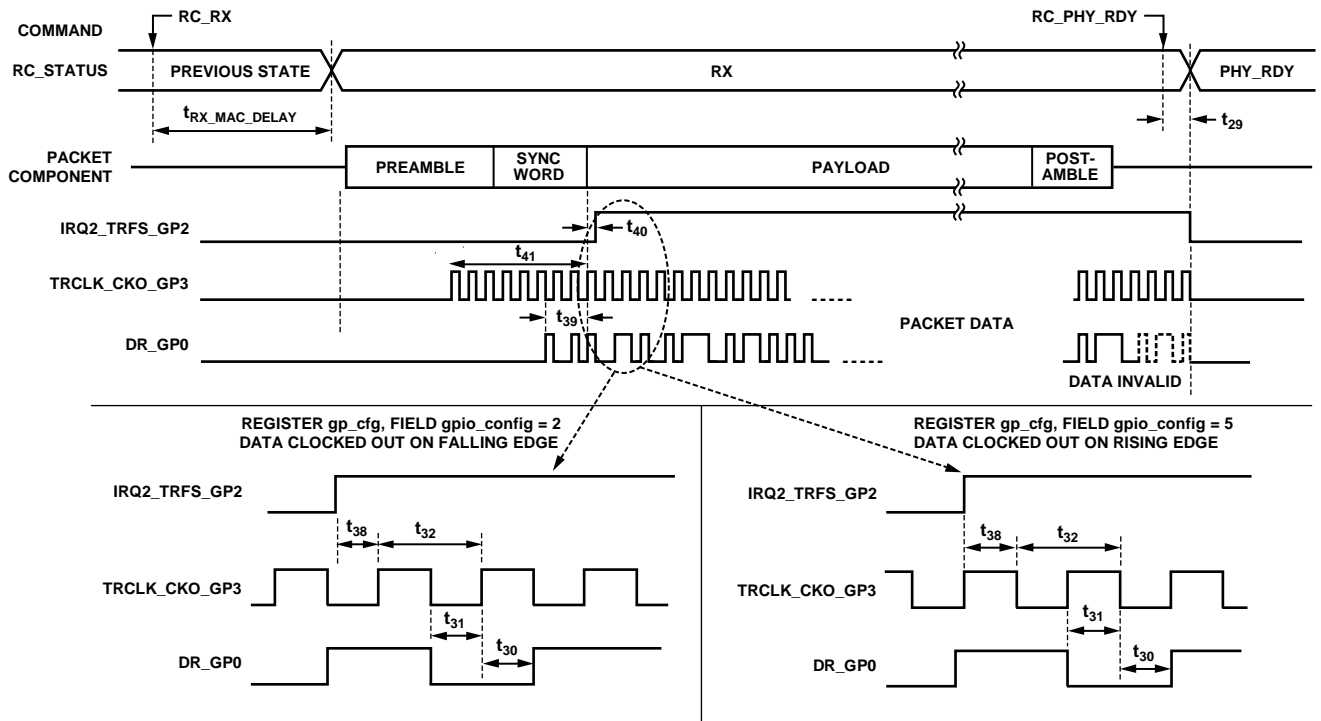 RC_RX
RC_PHY_RDY
COMMAND
RC_STATUS
PREVIOUS STATE
RX
PHY_RDY
tRX_MAC_DELAY
t29
PACKET
COMPONENT
PREAMBLE
SYNC
WORD
PAYLOAD
POST-
AMBLE
IRQ2_TRFS_GP2
t40
t41
TRCLK_CKO_GP3
t39
PACKET DATA
DR_GP0
DATA INVALID
REGISTER gp_cfg, FIELD gpio_config = 2
DATA CLOCKED OUT ON FALLING EDGE
IRQ2_TRFS_GP2
t38
t32
TRCLK_CKO_GP3
t31
t30
DR_GP0
REGISTER gp_cfg, FIELD gpio_config = 5
DATA CLOCKED OUT ON RISING EDGE
IRQ2_TRFS_GP2
t38
t32
TRCLK_CKO_GP3
t31
t30
DR_GP0